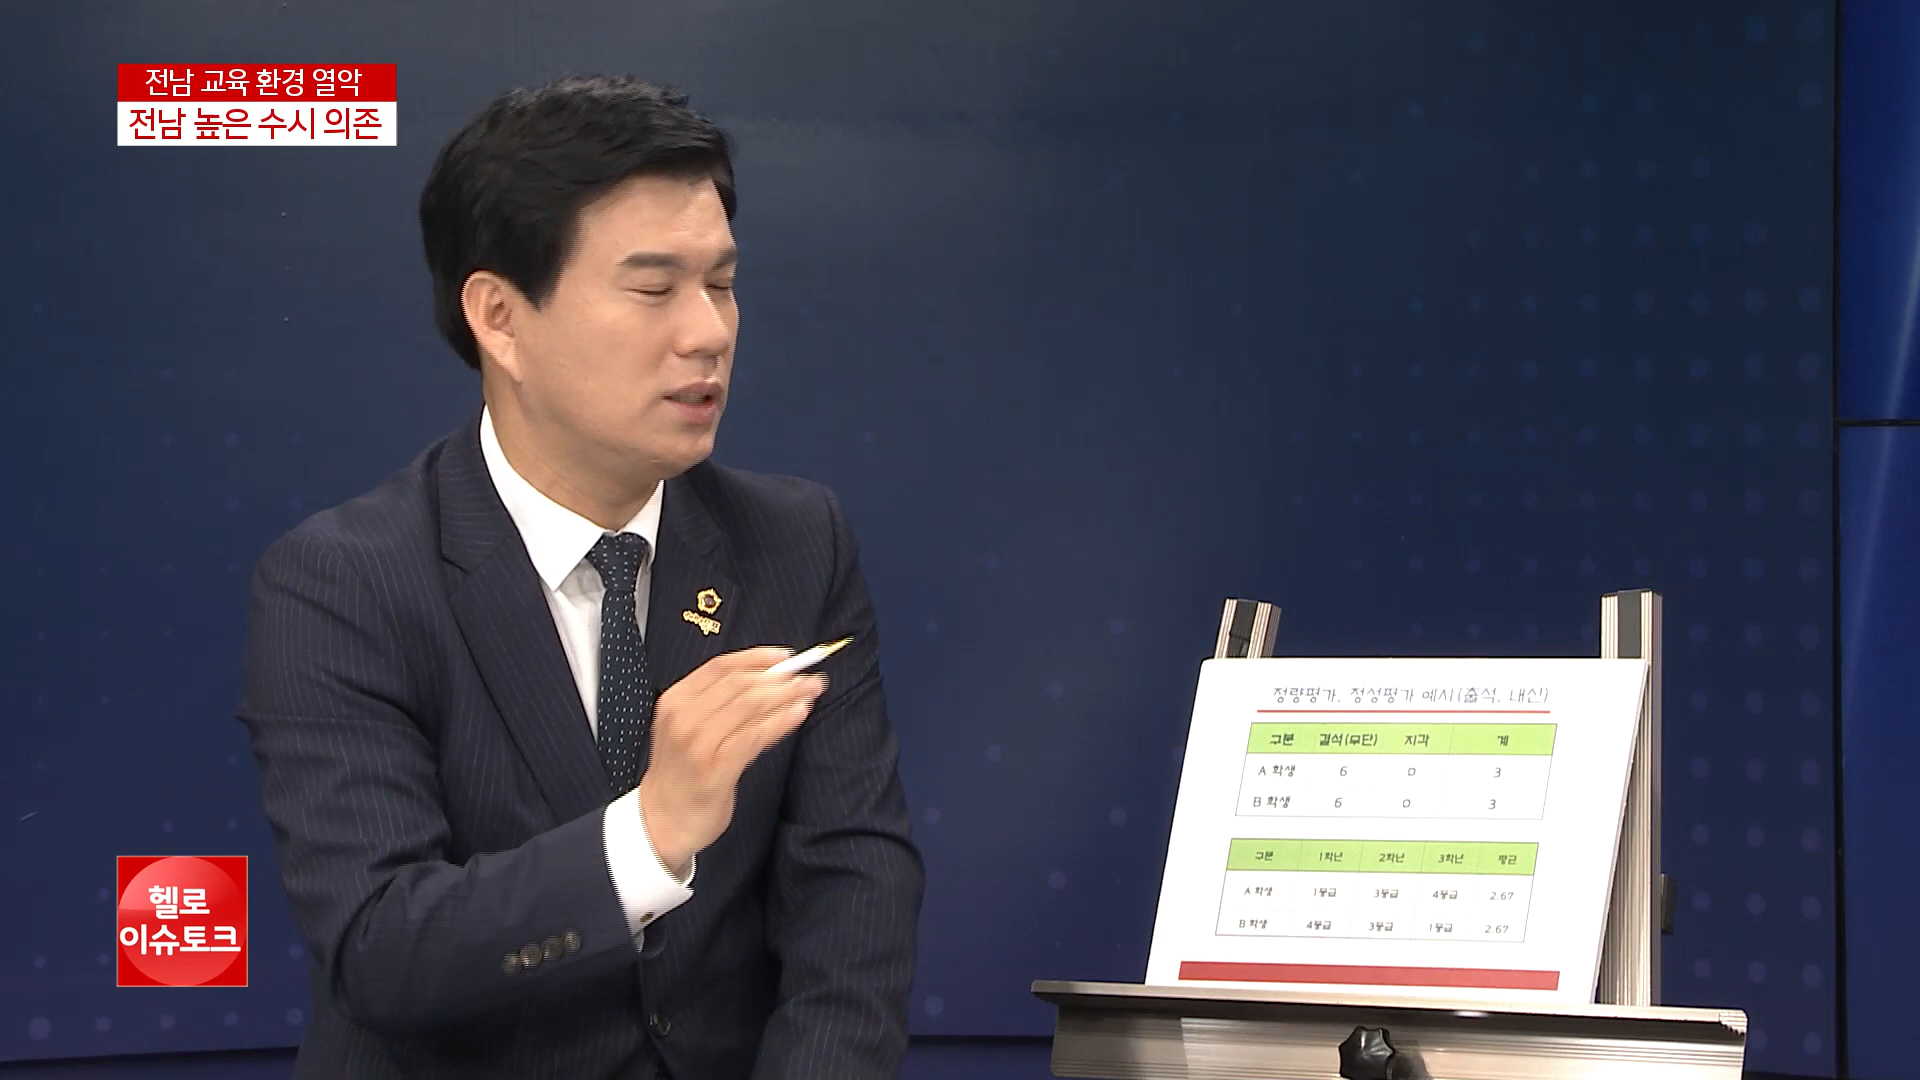 전남 교육 환경 열악
전남 높은 수시 의존
정량평가, 정성평가 예시(출석, 내신)
구분 결석(무단) 지각 계
A 학생 6 0 3
B 학생 6 0 3
구분 1학년 2학년 3학년 평균
A 학생 1등급 3등급 4등급 2.67
B 학생 4등급 3등급 1등급 2.67
헬로
이슈토크